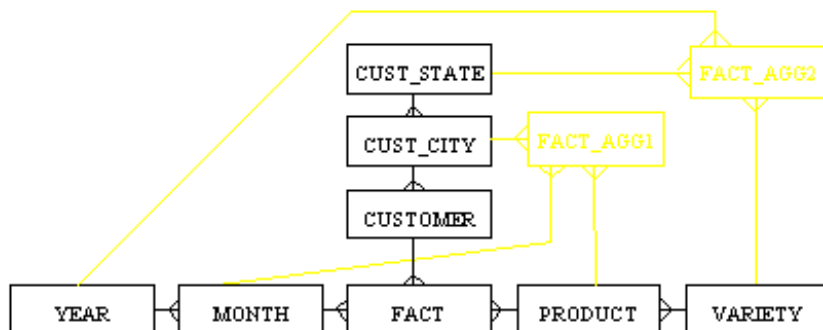 CUST_STATE
FACT_AGG2
CUST_CITY
FACT_AGG1
CUSTOMER
YEAR
MONTH
FACT
PRODUCT
VARIETY